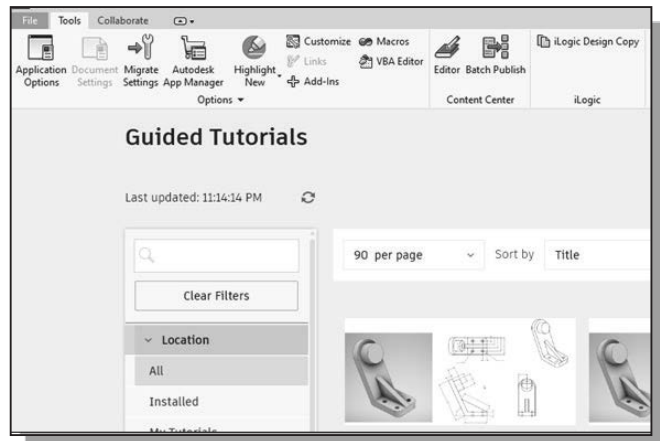 File Tools Collaborate
Application Options
Document Settings
Migrate Settings
Autodesk App Manager
Highlight New
Customize
Links
Add-Ins
Macros
VBA Editor
Options
Editor
Batch Publish
Content Center
iLogic Design Copy
iLogic
Guided Tutorials
Last updated: 11:14:14 PM
90 per page
Sort by
Title
Clear Filters
Location
All
Installed
My Tutorials